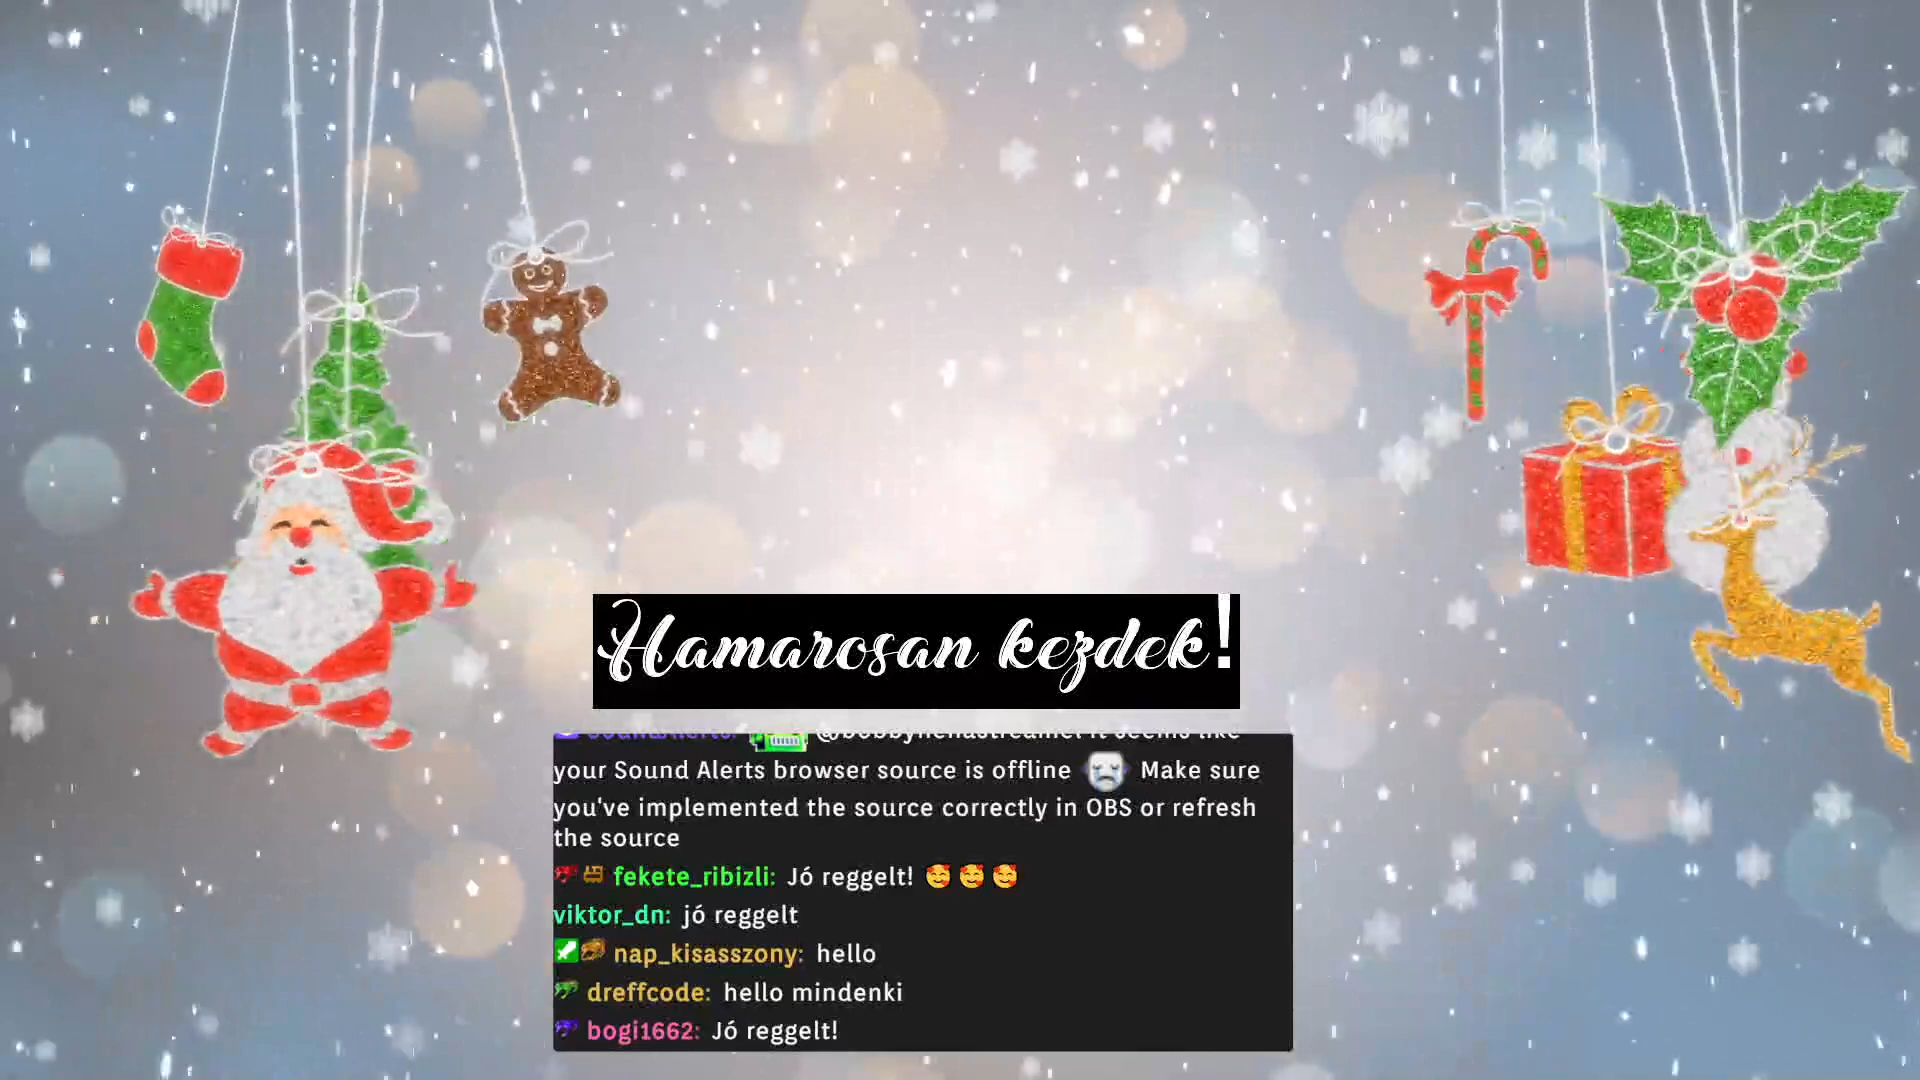 Hamarosan kezdek!
your Sound Alerts browser source is offline Make sure
you've implemented the source correctly in OBS or refresh
the source
fekete_ribizli: Jó reggelt! 🥰 🥰 🥰
viktor_dn: jó reggelt
nap_kisasszony: hello
dreffcode: hello mindenki
bogi1662: Jó reggelt!